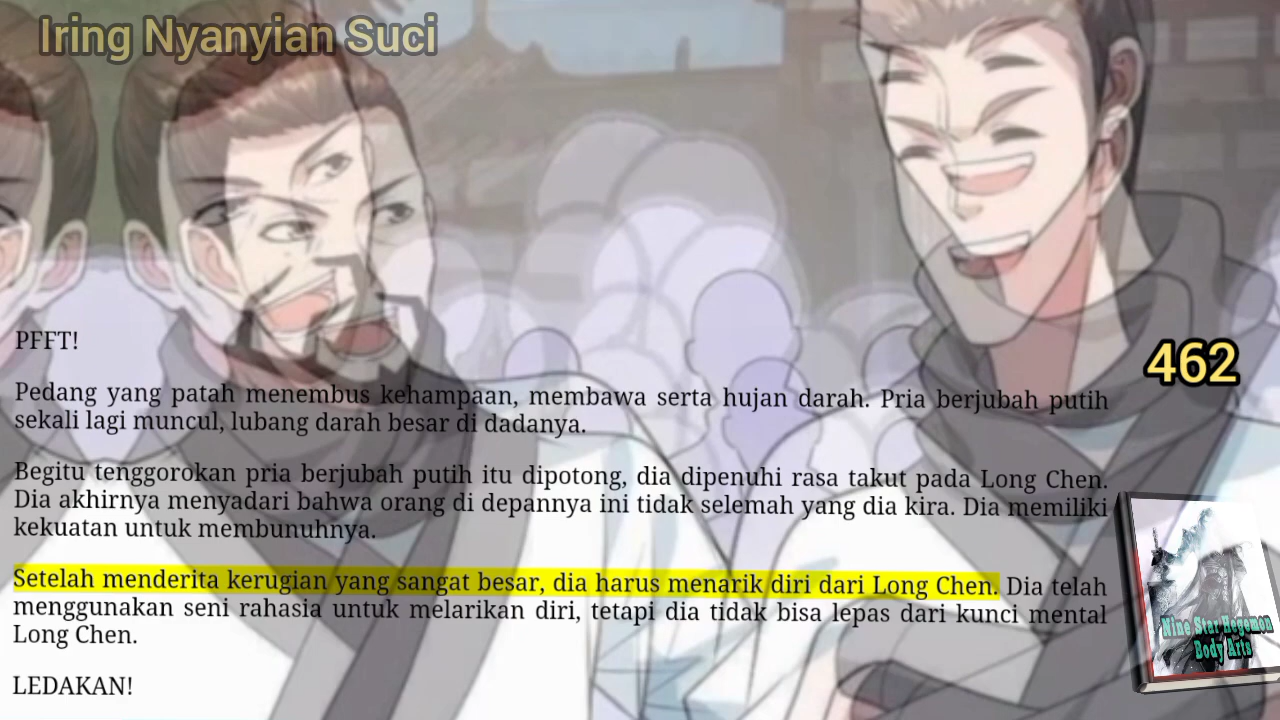 Iring Nyanyian Suci
PFFT!
462
Pedang yang patah menembus kehampaan, membawa serta hujan darah. Pria berjubah putih
sekali lagi muncul, lubang darah besar di dadanya.
Begitu tenggorokan pria berjubah putih itu dipotong, dia dipenuhi rasa takut pada Long Chen.
Dia akhirnya menyadari bahwa orang di depannya ini tidak selemah yang dia kira. Dia memiliki
kekuatan untuk membunuhnya.
Setelah menderita kerugian yang sangat besar, dia harus menarik diri dari Long Chen. Dia telah
menggunakan seni rahasia untuk melarikan diri, tetapi dia tidak bisa lepas dari kunci mental
Long Chen.
LEDAKAN!
Nine Star Hegemon
Body Arts